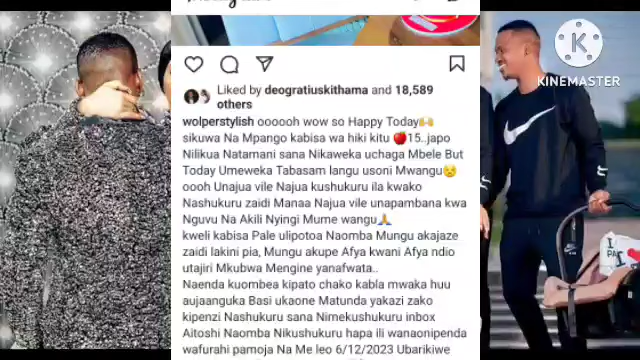 Liked by deogratiuskithama and 18,589
others
wolperstylish oooooh wow so Happy Today🙌
sikuwa Na Mpango kabisa wa hiki kitu 🍎15..japo
Nilikua Natamani sana Nikaweka uchaga Mbele But
Today Umeweka Tabasam langu usoni Mwangu😟
oooh Unajua vile Najua kushukuru ila kwako
Nashukuru zaidi Manaa Najua vile unapambana kwa
Nguvu Na Akili Nyingi Mume wangu🙏
kweli kabisa Pale ulipotoa Naomba Mungu akajaze
zaidi lakini pia, Mungu akupe Afya kwani Afya ndio
utajiri Mkubwa Mengine yanafwata..
Naenda kuombea kipato chako kabla mwaka huu
aujaanguka Basi ukaone Matunda yakazi zako
kipenzi Nashukuru sana Nimekushukuru inbox
Aitoshi Naomba Nikushukuru hapa ili wanaonipenda
wafurahi pamoja Na Me leo 6/12/2023 Ubarikiwe
K
KINEMASTER
I